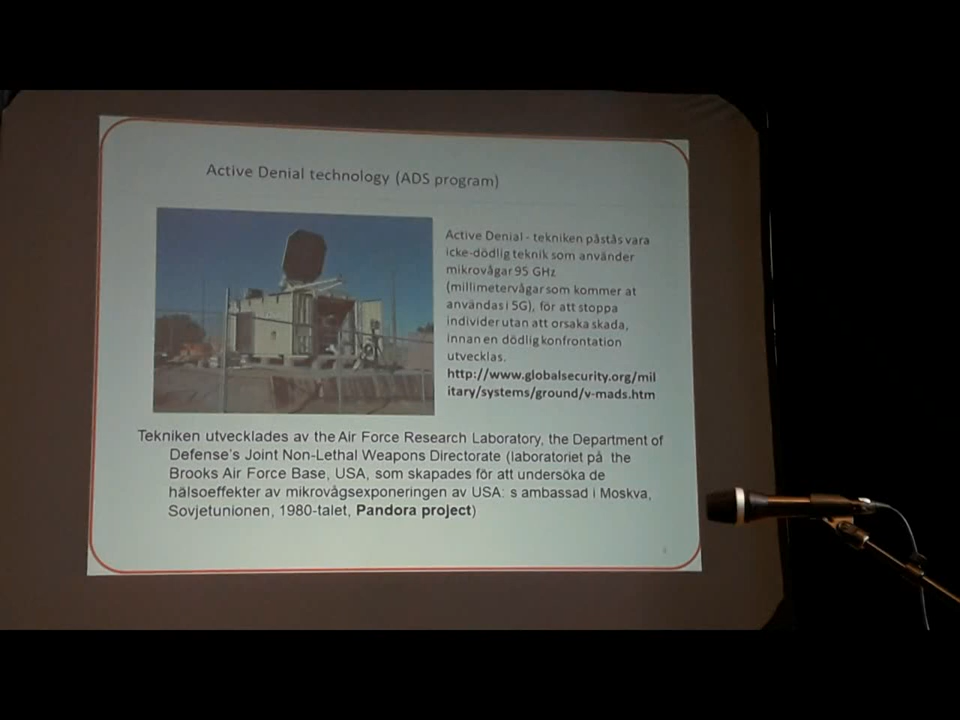 Active Denial technology (ADS program)
Active Denial - tekniken påstås vara
icke-dödlig teknik som använder
mikrovågar 95 GHz
(millimetervågar som kommer at
användas i 5G), för att stoppa
individer utan att orsaka skada,
innan en dödlig konfrontation
utvecklas.
http://www.globalsecurity.org/mil
itary/systems/ground/v-mads.htm
Tekniken utvecklades av the Air Force Research Laboratory, the Department of
Defense's Joint Non-Lethal Weapons Directorate (laboratoriet på the
Brooks Air Force Base, USA, som skapades för att undersöka de
hälsoeffekter av mikrovågsexponeringen av USA: s ambassad i Moskva,
Sovjetunionen, 1980-talet, Pandora project)